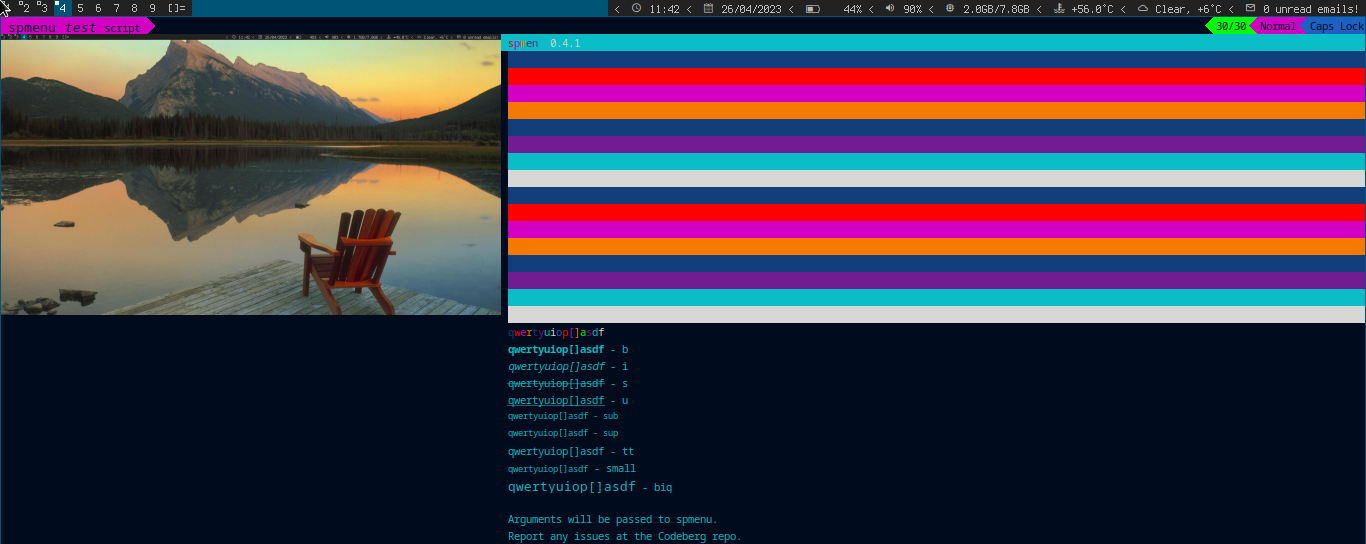 1 2 3 4 5 6 7 8 9 []= < 11:42 < 26/04/2023 < 44% < 90% < 2.0GB/7.8GB < +56.0°C < Clear, +6°C < 0 unread emails!
spmenu test script 30/30 Normal Caps Lock
0.4.1
qwertyuiop[]asdf
qwertyuiop[]asdf - b
qwertyuiop[]asdf - i
qwertyuiop[]asdf - s
qwertyuiop[]asdf - u
qwertyuiop[]asdf - sub
qwertyuiop[]asdf - sup
qwertyuiop[]asdf - tt
qwertyuiop[]asdf - small
qwertyuiop[]asdf - big
Arguments will be passed to spmenu.
Report any issues at the Codeberg repo.